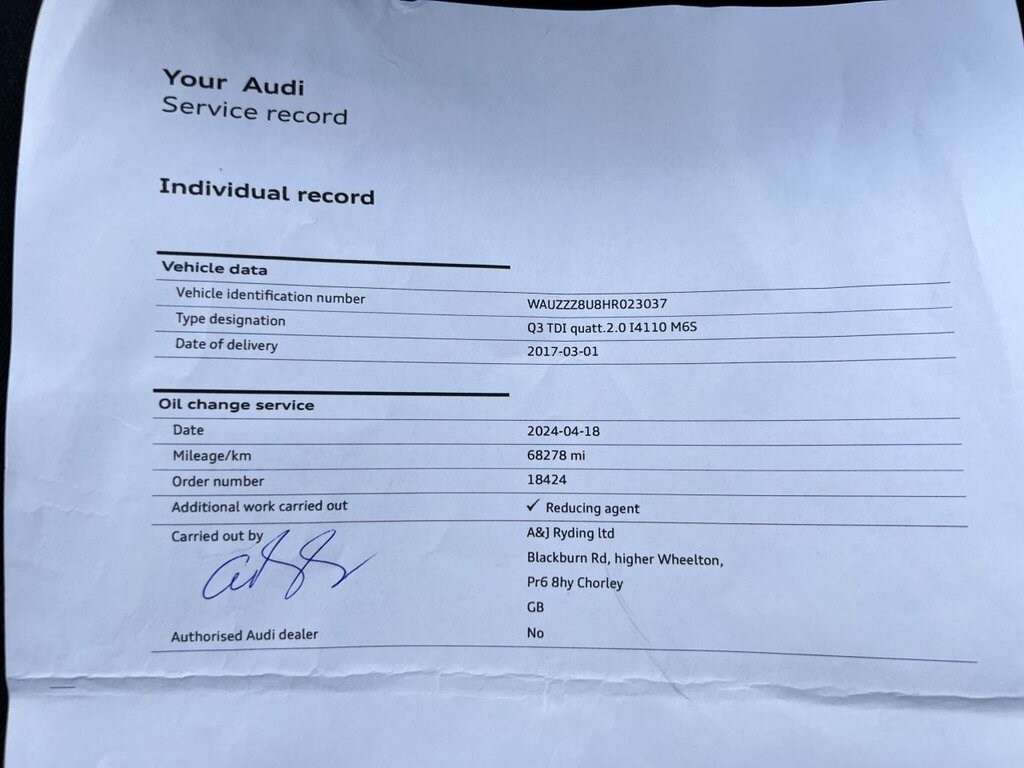 Your Audi
Service record
Individual record
Vehicle data
Vehicle identification number WAUZZZ8U8HR023037
Type designation Q3 TDI quatt.2.0 I4110 M6S
Date of delivery 2017-03-01
Oil change service
Date 2024-04-18
Mileage/km 68278 mi
Order number 18424
Additional work carried out ✓ Reducing agent
Carried out by A&J Ryding ltd
Blackburn Rd, higher Wheelton,
Pr6 8hy Chorley
GB
Authorised Audi dealer No